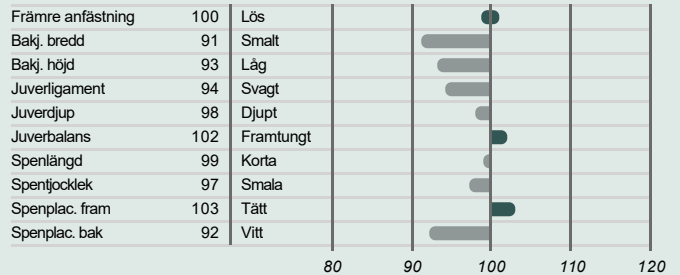 Främre anfästning 100 Lös
Bakj. bredd 91 Smalt
Bakj. höjd 93 Låg
Juverligament 94 Svagt
Juverdjup 98 Djupt
Juverbalans 102 Framtungt
Spenlängd 99 Korta
Spentjocklek 97 Smala
Spenplac. fram 103 Tätt
Spenplac. bak 92 Vitt
80 90 100 110 120